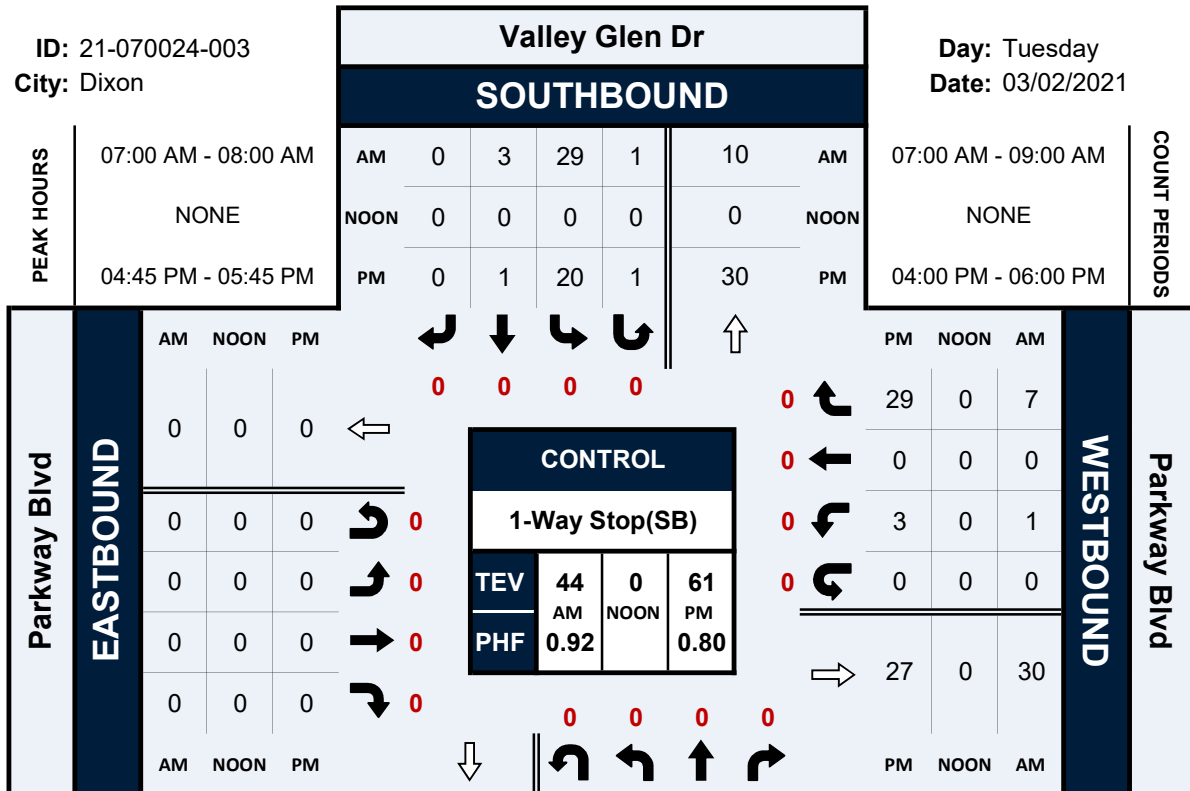 ID: 21-070024-003
City: Dixon
Valley Glen Dr
SOUTHBOUND
Day: Tuesday
Date: 03/02/2021
PEAK HOURS
07:00 AM - 08:00 AM
NONE
04:45 PM - 05:45 PM
AM 0 3 29 1 10 AM
NOON 0 0 0 0 0 NOON
PM 0 1 20 1 30 PM
07:00 AM - 09:00 AM
NONE
04:00 PM - 06:00 PM
COUNT PERIODS
0 0 0 0
Parkway Blvd
EASTBOUND
AM NOON PM
0 0 0
0 0 0 0
0 0 0 0
0 0 0 0
0 0 0 0
AM NOON PM
CONTROL
1-Way Stop(SB)
TEV 44 0 61
AM NOON PM
PHF 0.92 0.80
PM NOON AM
0 29 0 7
0 0 0 0
0 3 0 1
0 0 0 0
27 0 30
PM NOON AM
WESTBOUND
Parkway Blvd
0 0 0 0